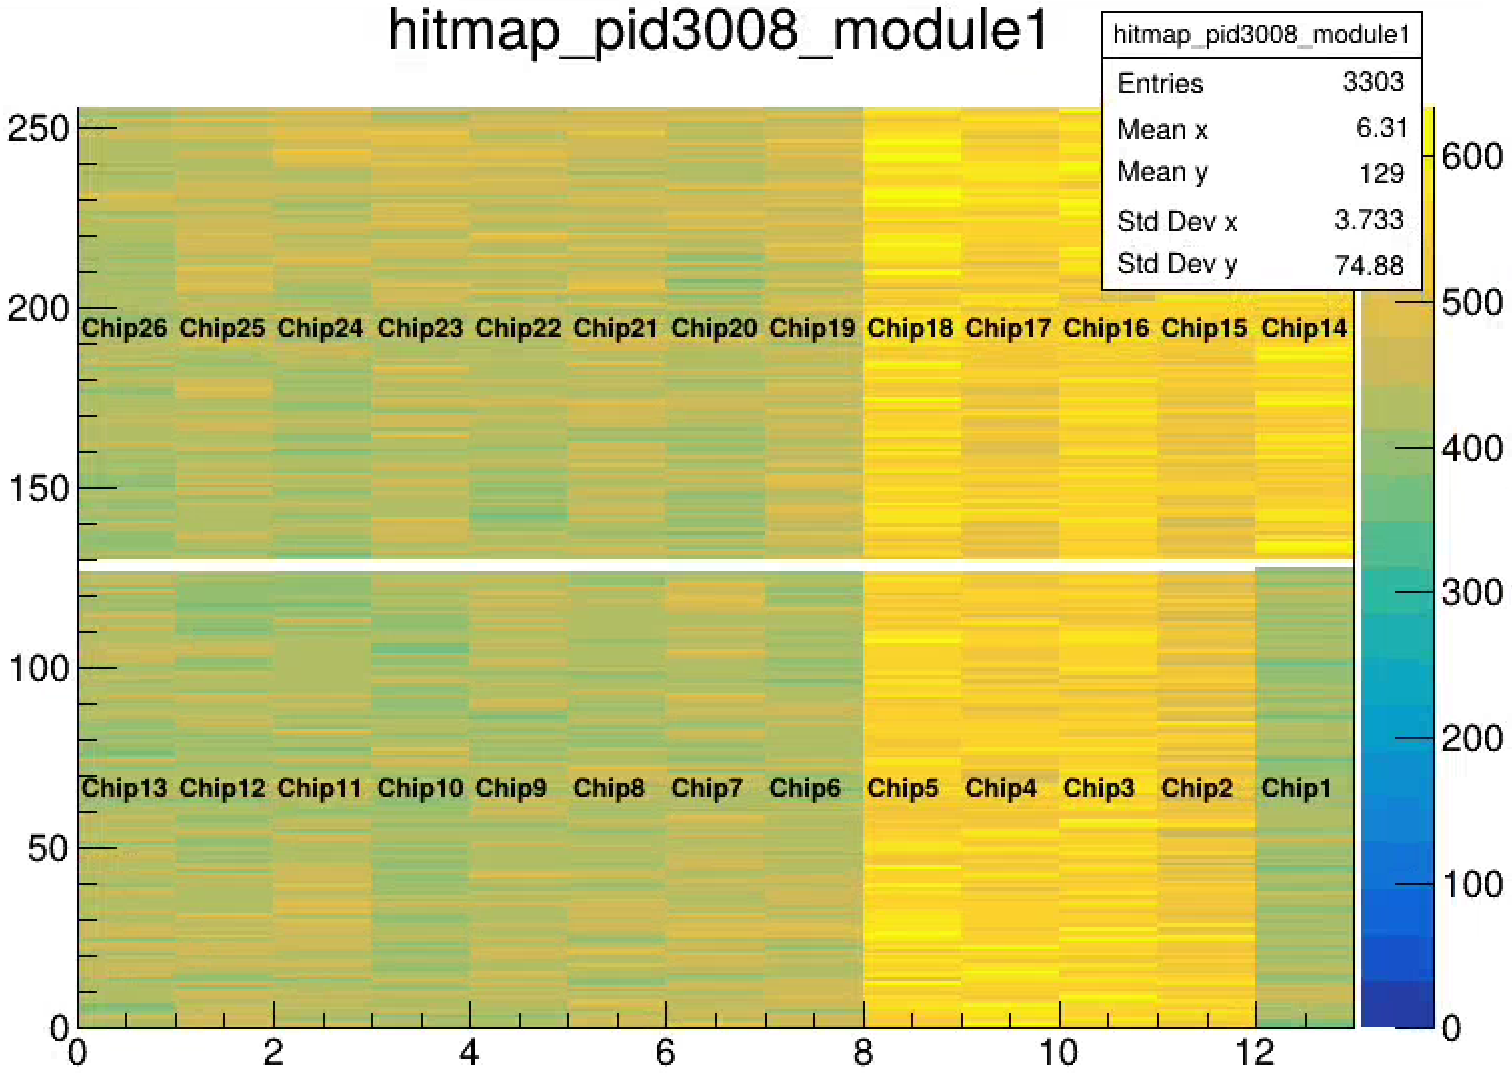 hitmap_pid3008_module1
hitmap_pid3008_module1
Entries 3303
Mean x 6.31
Mean y 129
Std Dev x 3.733
Std Dev y 74.88
250
200
150
100
50
0
Chip26 Chip25 Chip24 Chip23 Chip22 Chip21 Chip20 Chip19 Chip18 Chip17 Chip16 Chip15 Chip14
Chip13 Chip12 Chip11 Chip10 Chip9 Chip8 Chip7 Chip6 Chip5 Chip4 Chip3 Chip2 Chip1
0 2 4 6 8 10 12
600
500
400
300
200
100
0